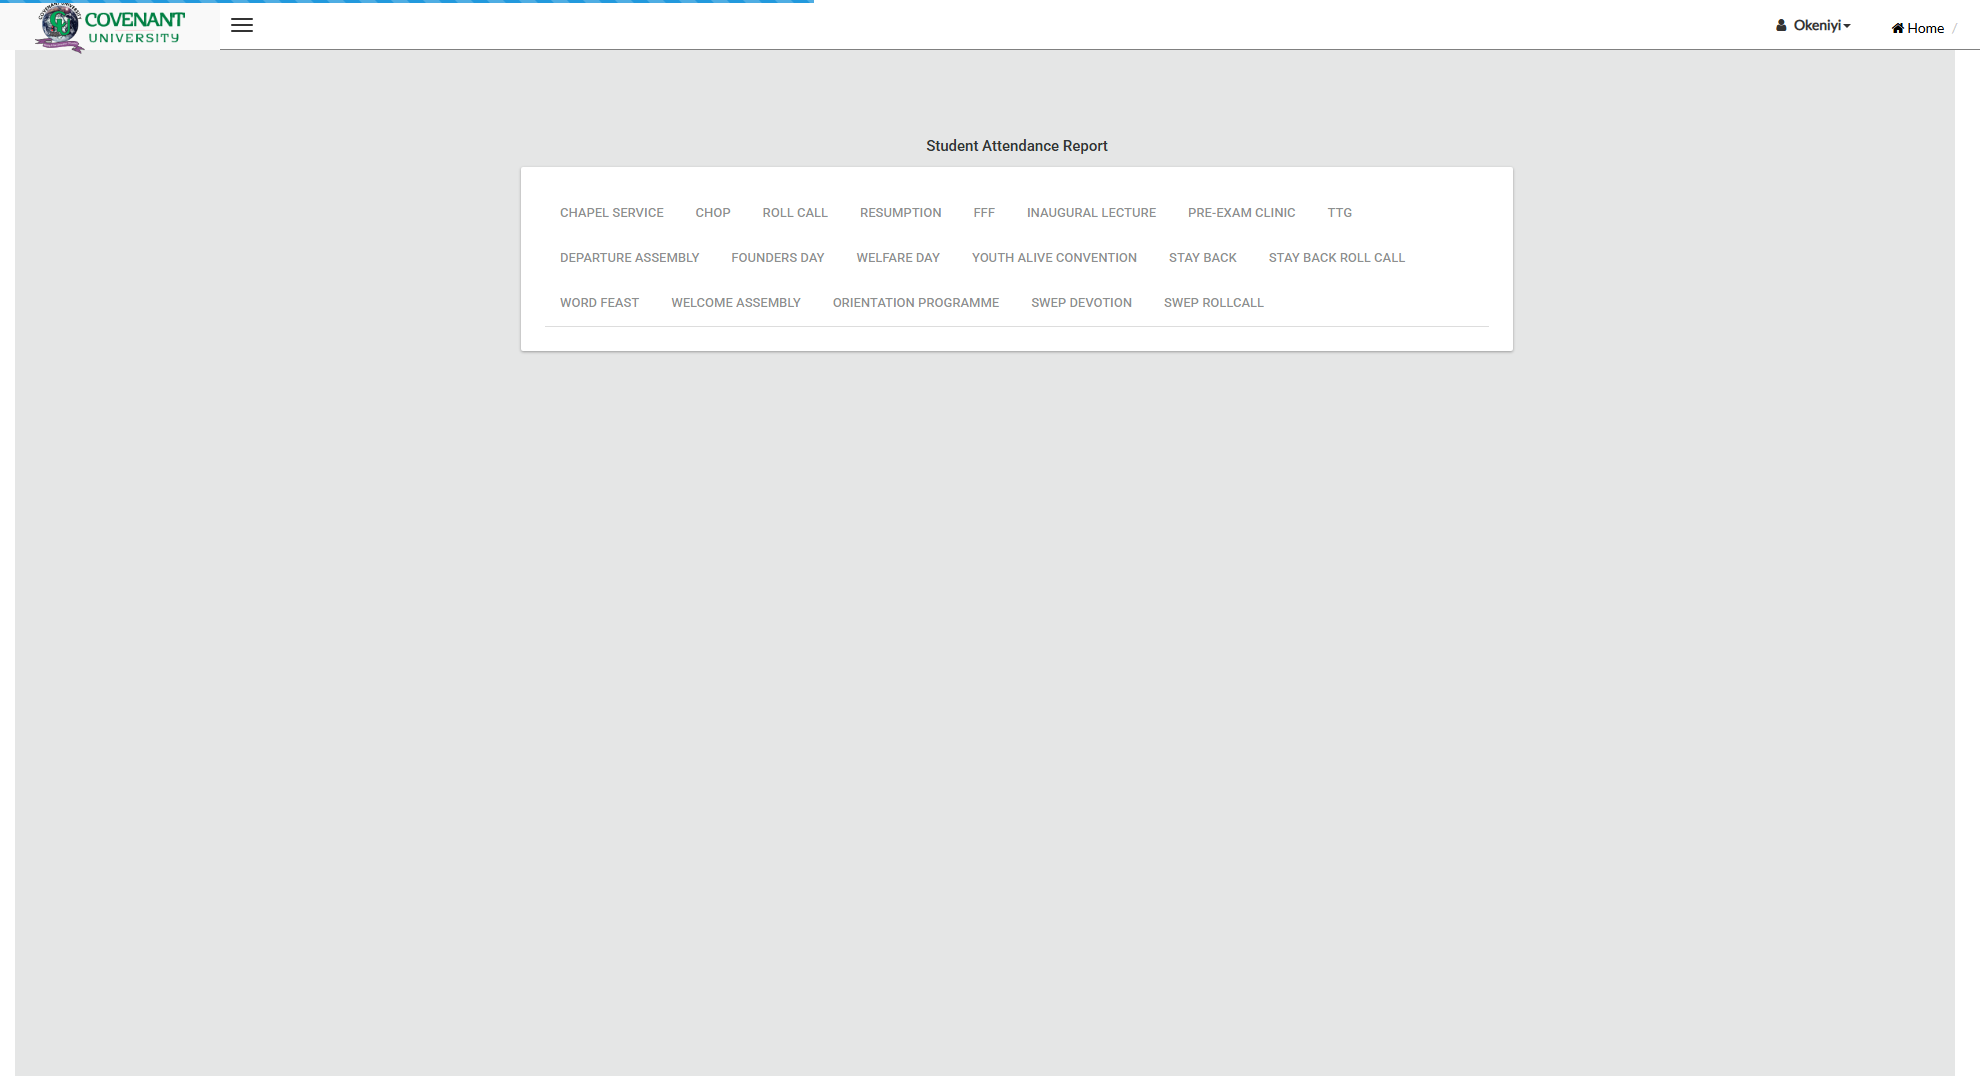 COVENANT
UNIVERSITY
Okeniyi
Home /
Student Attendance Report
CHAPEL SERVICE CHOP ROLL CALL RESUMPTION FFF INAUGURAL LECTURE PRE-EXAM CLINIC TTG
DEPARTURE ASSEMBLY FOUNDERS DAY WELFARE DAY YOUTH ALIVE CONVENTION STAY BACK STAY BACK ROLL CALL
WORD FEAST WELCOME ASSEMBLY ORIENTATION PROGRAMME SWEP DEVOTION SWEP ROLLCALL